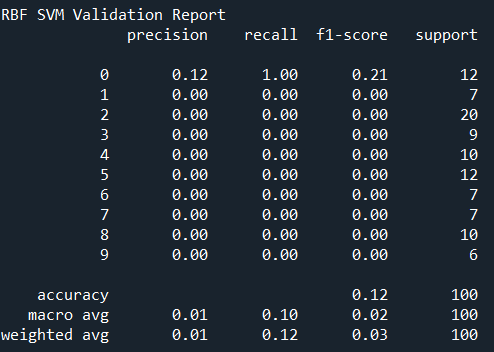 RBF SVM Validation Report
precision recall f1-score support
0 0.12 1.00 0.21 12
1 0.00 0.00 0.00 7
2 0.00 0.00 0.00 20
3 0.00 0.00 0.00 9
4 0.00 0.00 0.00 10
5 0.00 0.00 0.00 12
6 0.00 0.00 0.00 7
7 0.00 0.00 0.00 7
8 0.00 0.00 0.00 10
9 0.00 0.00 0.00 6
accuracy 0.12 100
macro avg 0.01 0.10 0.02 100
weighted avg 0.01 0.12 0.03 100